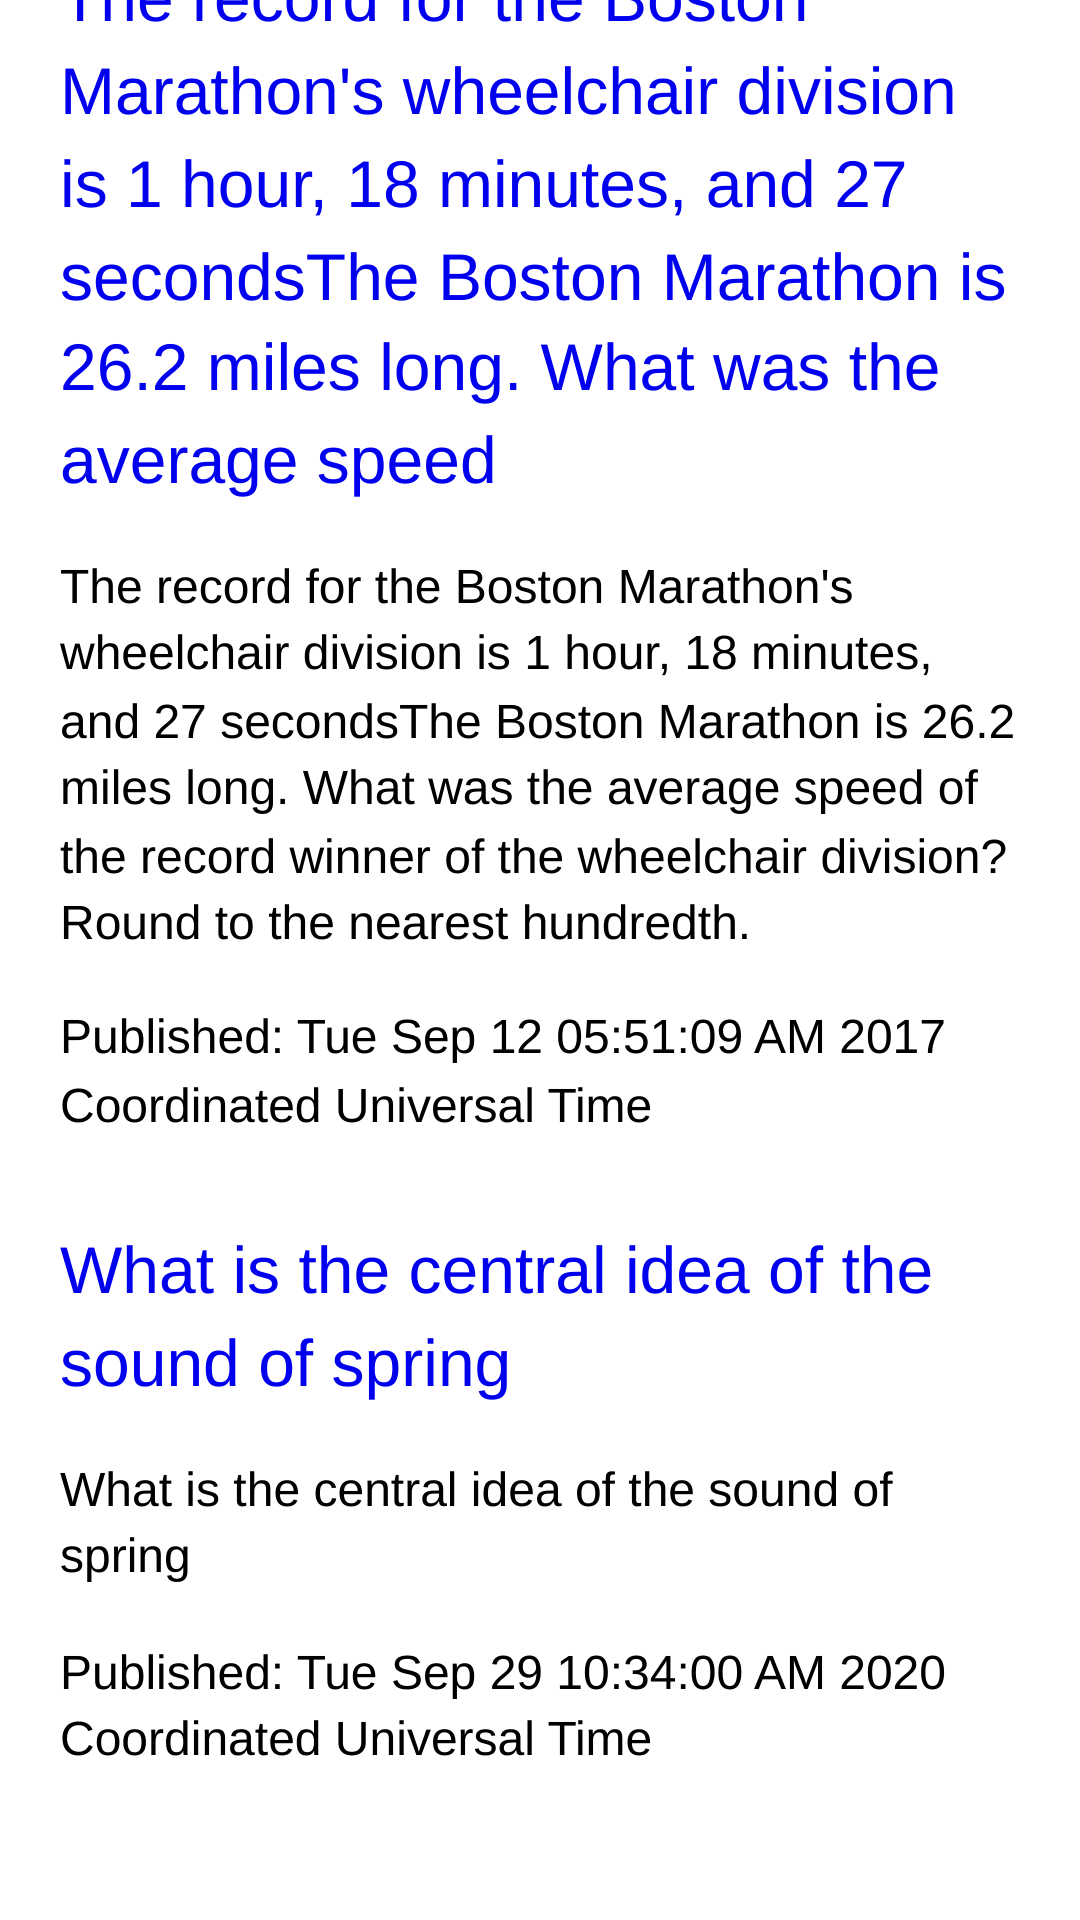 The record for the Boston
Marathon's wheelchair division
is 1 hour, 18 minutes, and 27
secondsThe Boston Marathon is
26.2 miles long. What was the
average speed
The record for the Boston Marathon's
wheelchair division is 1 hour, 18 minutes,
and 27 secondsThe Boston Marathon is 26.2
miles long. What was the average speed of
the record winner of the wheelchair division?
Round to the nearest hundredth.
Published: Tue Sep 12 05:51:09 AM 2017
Coordinated Universal Time
What is the central idea of the
sound of spring
What is the central idea of the sound of
spring
Published: Tue Sep 29 10:34:00 AM 2020
Coordinated Universal Time